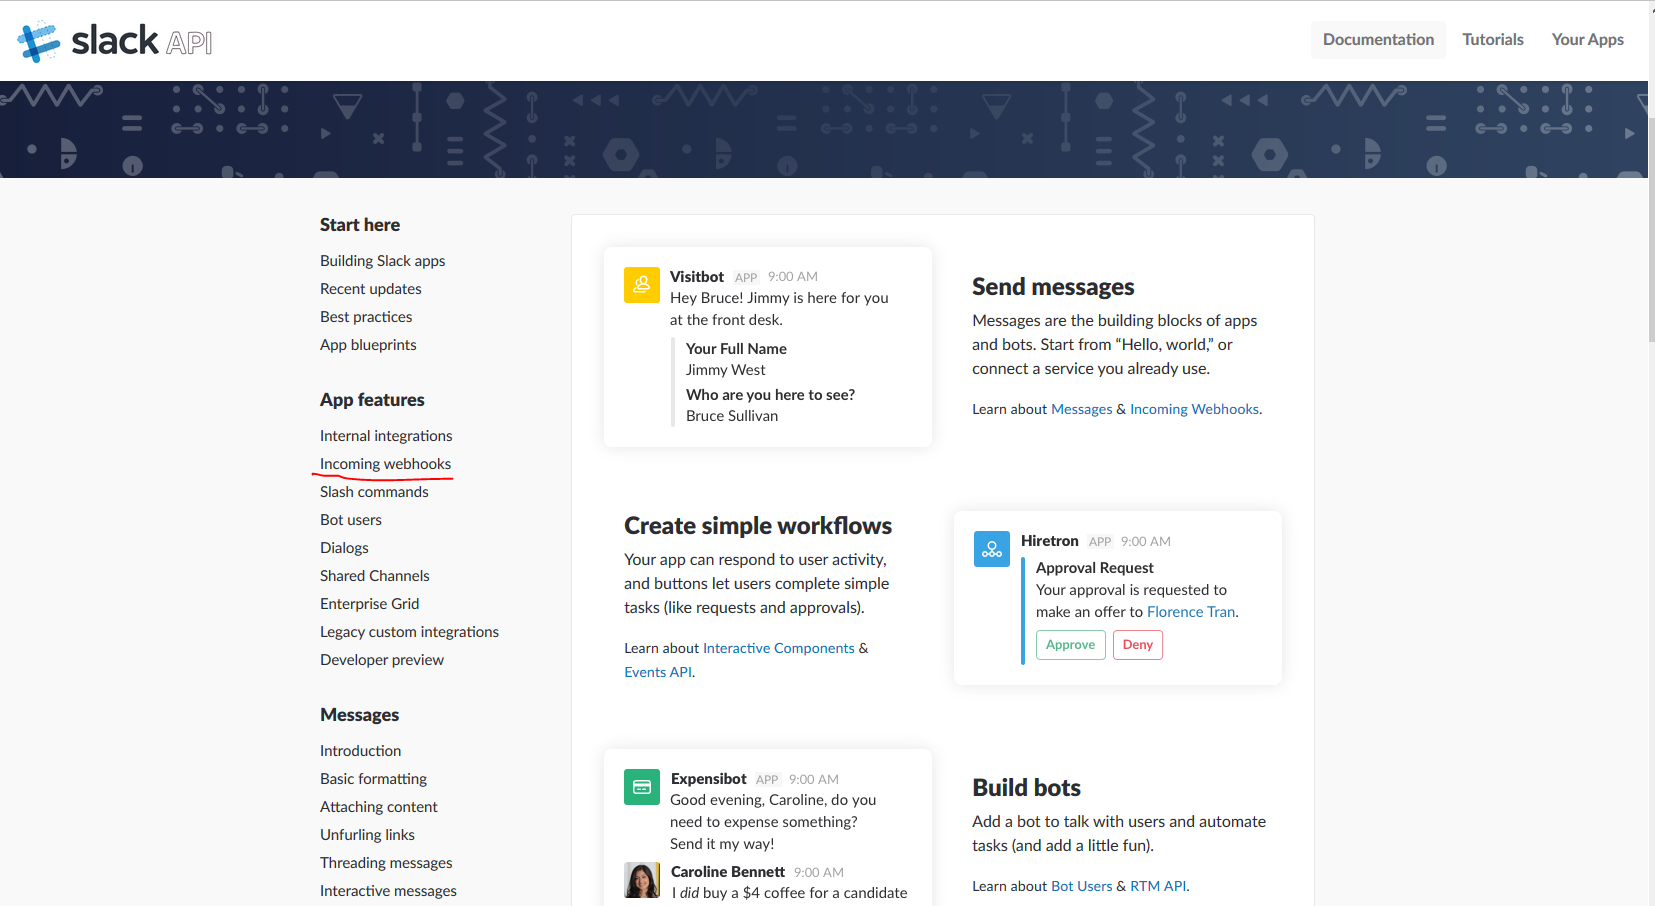 slack API
Documentation
Tutorials
Your Apps
Start here
Building Slack apps
Recent updates
Best practices
App blueprints
App features
Internal integrations
Incoming webhooks
Slash commands
Bot users
Dialogs
Shared Channels
Enterprise Grid
Legacy custom integrations
Developer preview
Messages
Introduction
Basic formatting
Attaching content
Unfurling links
Threading messages
Interactive messages
Visitbot APP 9:00 AM
Hey Bruce! Jimmy is here for you
at the front desk.
Your Full Name
Jimmy West
Who are you here to see?
Bruce Sullivan
Send messages
Messages are the building blocks of apps
and bots. Start from “Hello, world,” or
connect a service you already use.
Learn about Messages & Incoming Webhooks.
Create simple workflows
Your app can respond to user activity,
and buttons let users complete simple
tasks (like requests and approvals).
Learn about Interactive Components &
Events API.
Hiretron APP 9:00 AM
Approval Request
Your approval is requested to
make an offer to Florence Tran.
Approve
Deny
Expensibot APP 9:00 AM
Good evening, Caroline, do you
need to expense something?
Send it my way!
Caroline Bennett 9:00 AM
I did buy a $4 coffee for a candidate
Build bots
Add a bot to talk with users and automate
tasks (and add a little fun).
Learn about Bot Users & RTM API.